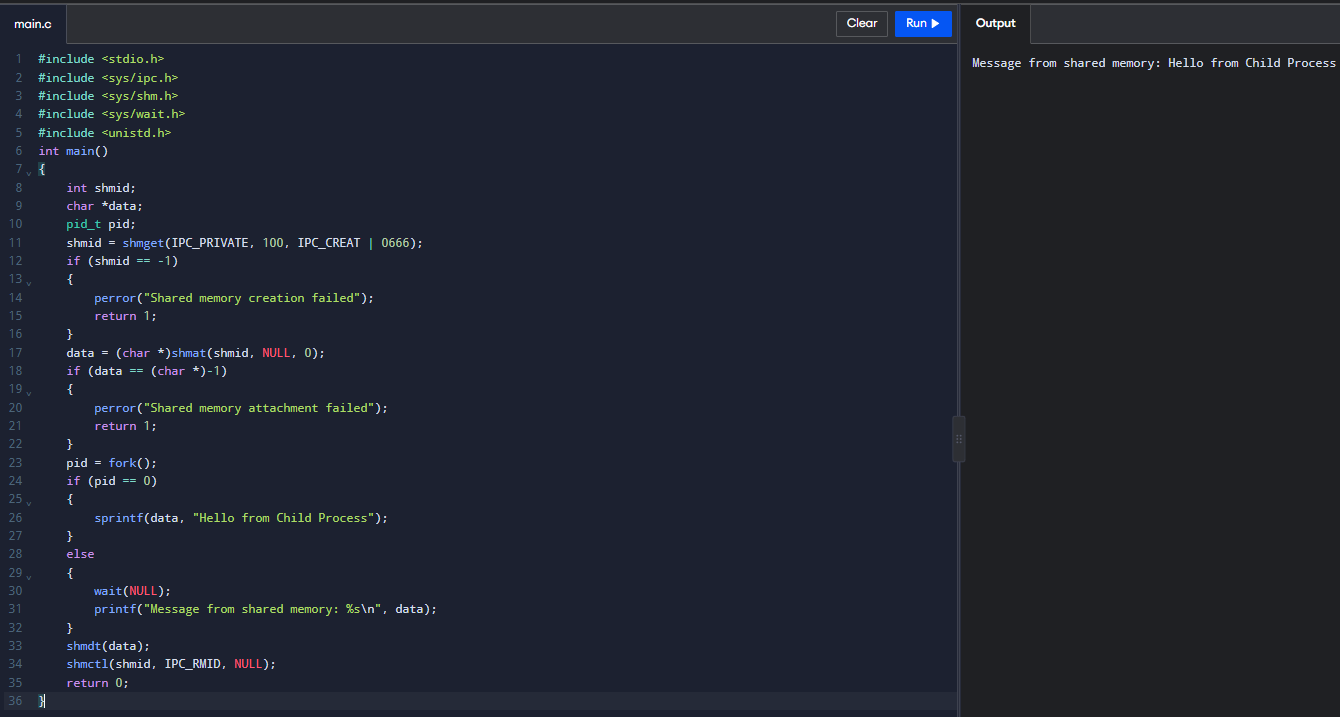 main.c
Clear
Run
Output
1 #include <stdio.h>
2 #include <sys/ipc.h>
3 #include <sys/shm.h>
4 #include <sys/wait.h>
5 #include <unistd.h>
6 int main()
7 {
8     int shmid;
9     char *data;
10     pid_t pid;
11     shmid = shmget(IPC_PRIVATE, 100, IPC_CREAT | 0666);
12     if (shmid == -1)
13     {
14         perror("Shared memory creation failed");
15         return 1;
16     }
17     data = (char *)shmat(shmid, NULL, 0);
18     if (data == (char *)-1)
19     {
20         perror("Shared memory attachment failed");
21         return 1;
22     }
23     pid = fork();
24     if (pid == 0)
25     {
26         sprintf(data, "Hello from Child Process");
27     }
28     else
29     {
30         wait(NULL);
31         printf("Message from shared memory: %s\n", data);
32     }
33     shmdt(data);
34     shmctl(shmid, IPC_RMID, NULL);
35     return 0;
36 }
Message from shared memory: Hello from Child Process